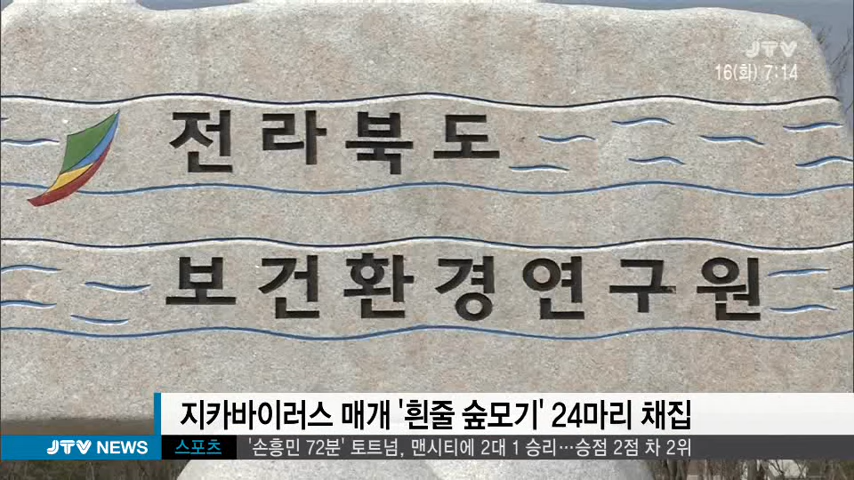 JTV
16(화) 7:14
전라북도
보건환경연구원
지카바이러스 매개 '흰줄 숲모기' 24마리 채집
JTV NEWS 스포츠 '손흥민 72분' 토트넘, 맨시티에 2대 1 승리…승점 2점 차 2위